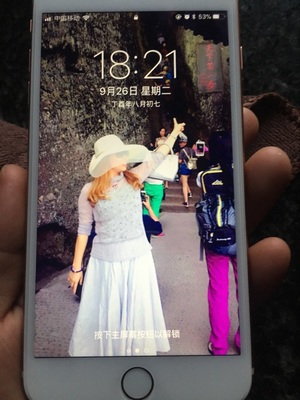 中国移动
53%
18:21
9月26日 星期二
丁酉年八月初七
按下主屏幕按钮以解锁